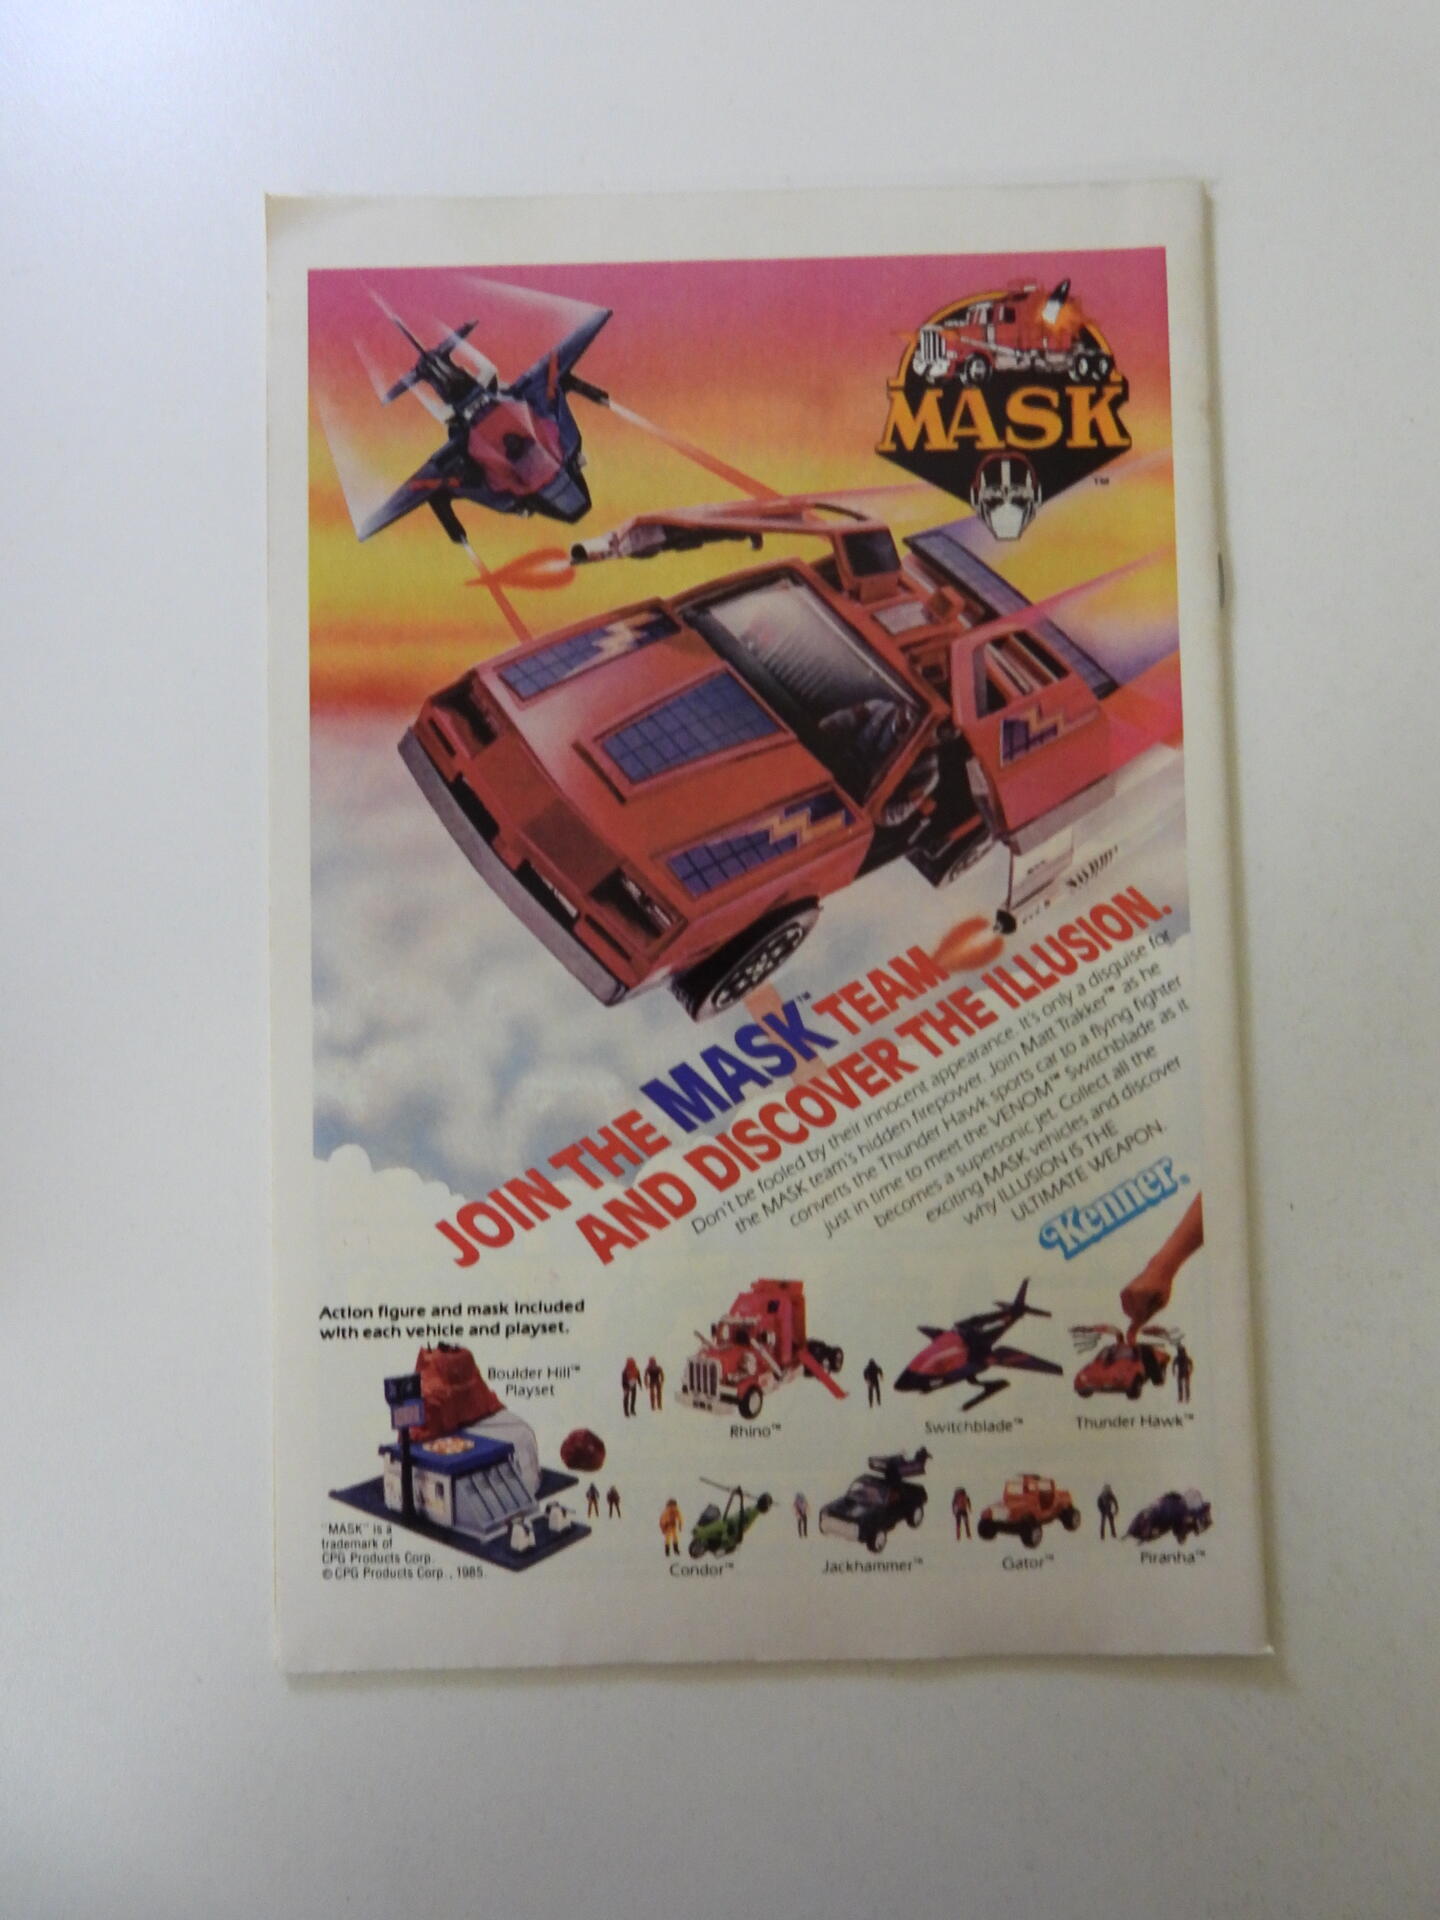 MASK
™
JOIN THE MASK™ TEAM
AND DISCOVER THE ILLUSION.
Don't be fooled by their innocent appearance. It's only a disguise for
the MASK team's hidden firepower. Join Matt Trakker™ as he
converts the Thunder Hawk sports car to a flying fighter
just in time to meet the VENOM™ Switchblade as it
becomes a supersonic jet. Collect all the
exciting MASK vehicles and discover
why ILLUSION IS THE
ULTIMATE WEAPON.
Kenner®
Action figure and mask included
with each vehicle and playset.
Boulder Hill™
Playset
Rhino™
Switchblade™
Thunder Hawk™
Condor™
Jackhammer™
Gator™
Piranha™
"MASK" is a
trademark of
CPG Products Corp.
© CPG Products Corp., 1985.